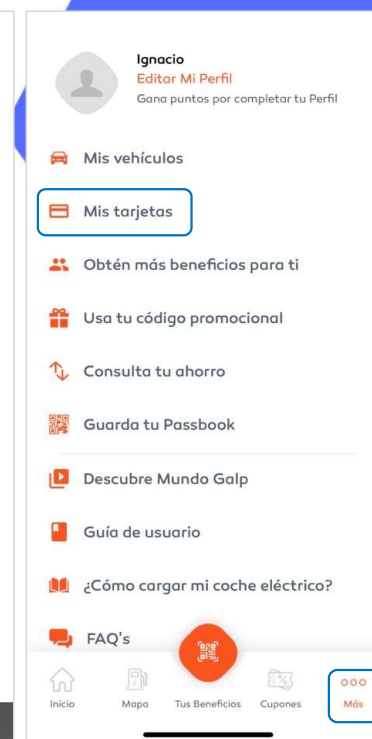 Ignacio
Editar Mi Perfil
Gana puntos por completar tu Perfil
Mis vehículos
Mis tarjetas
Obtén más beneficios para ti
Usa tu código promocional
Consulta tu ahorro
Guarda tu Passbook
Descubre Mundo Galp
Guía de usuario
¿Cómo cargar mi coche eléctrico?
FAQ's
Início
Mapa
Tus Beneficios
Cupones
Más